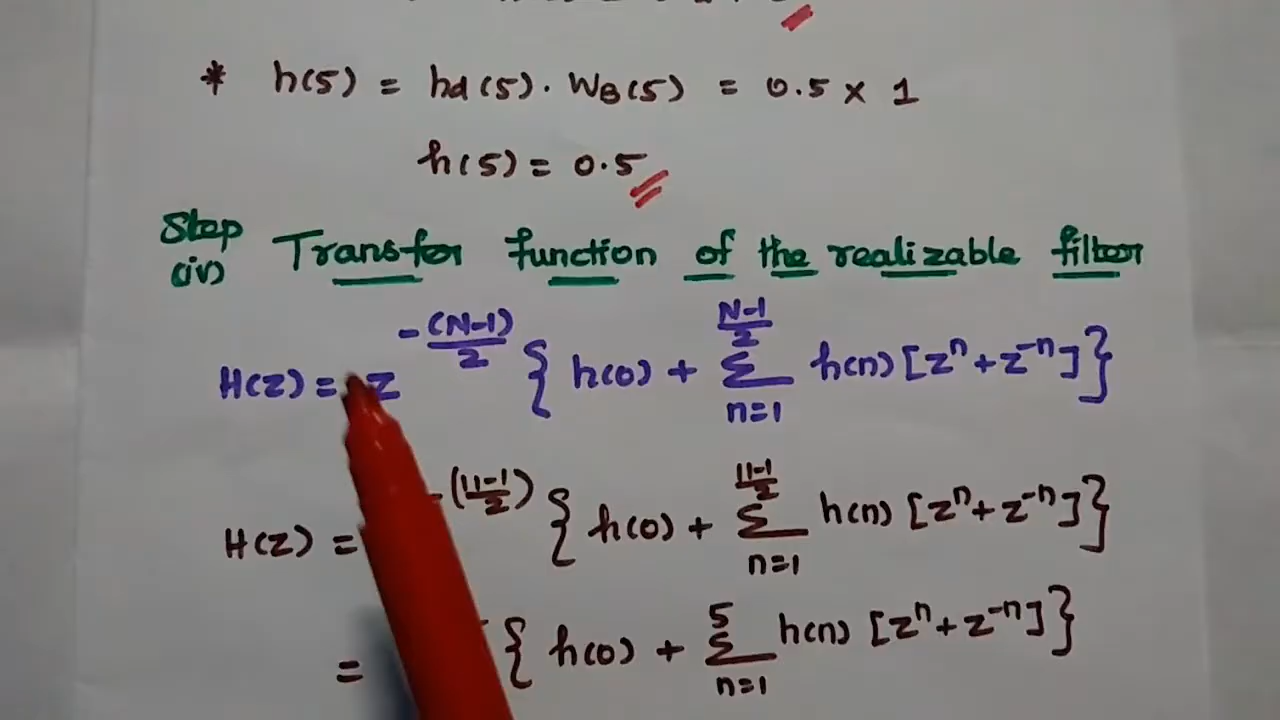 * h(5) = hd(5). WB(5) = 0.5 × 1
h(5) = 0.5
Step (iv) Transfer function of the realizable filter
H(z) = z^{-(N-1)/2} { h(0) + Σ_{n=1}^{N-1/2} h(n) [z^n + z^{-n}] }
H(z) = -(11-1/2) { h(0) + Σ_{n=1}^{11-1/2} h(n) [z^n + z^{-n}] }
= { h(0) + Σ_{n=1}^{5} h(n) [z^n + z^{-n}] }